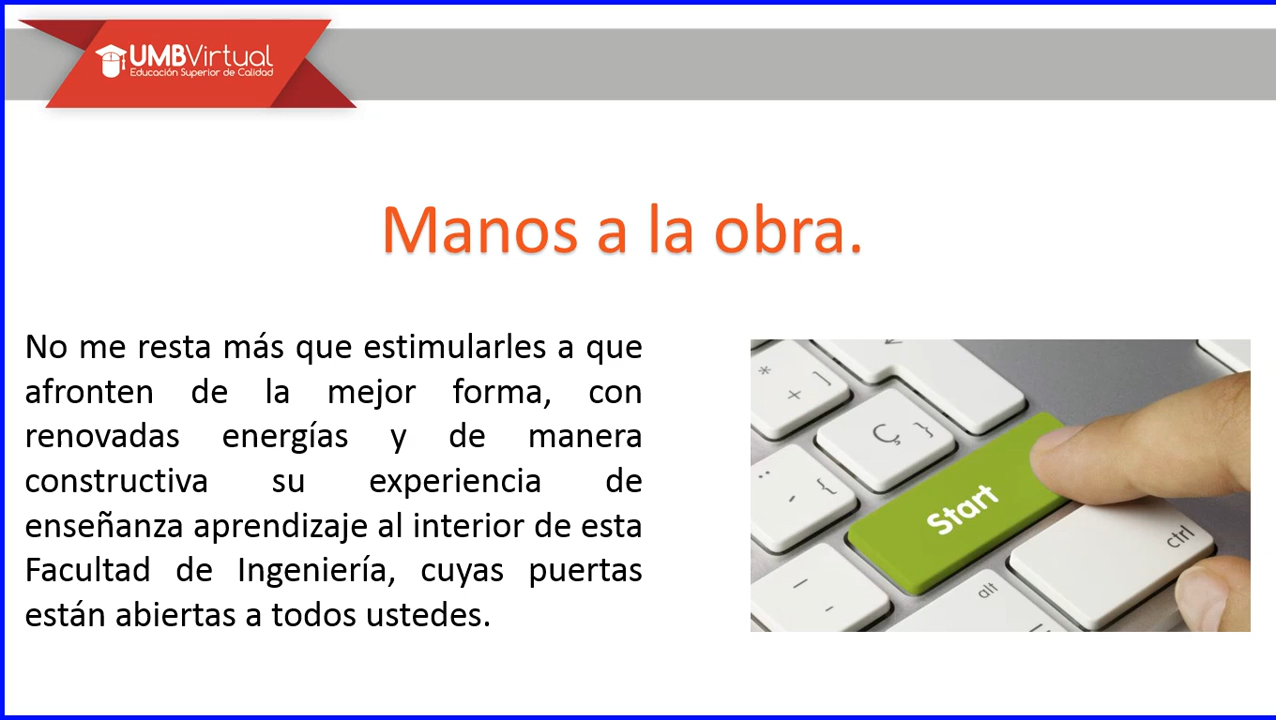 UMBVirtual
Educación Superior de Calidad
Manos a la obra.
No me resta más que estimularles a que
afronten de la mejor forma, con
renovadas energías y de manera
constructiva su experiencia de
enseñanza aprendizaje al interior de esta
Facultad de Ingeniería, cuyas puertas
están abiertas a todos ustedes.
* ]
+
Ç }
¨ {
Start
ctrl
alt